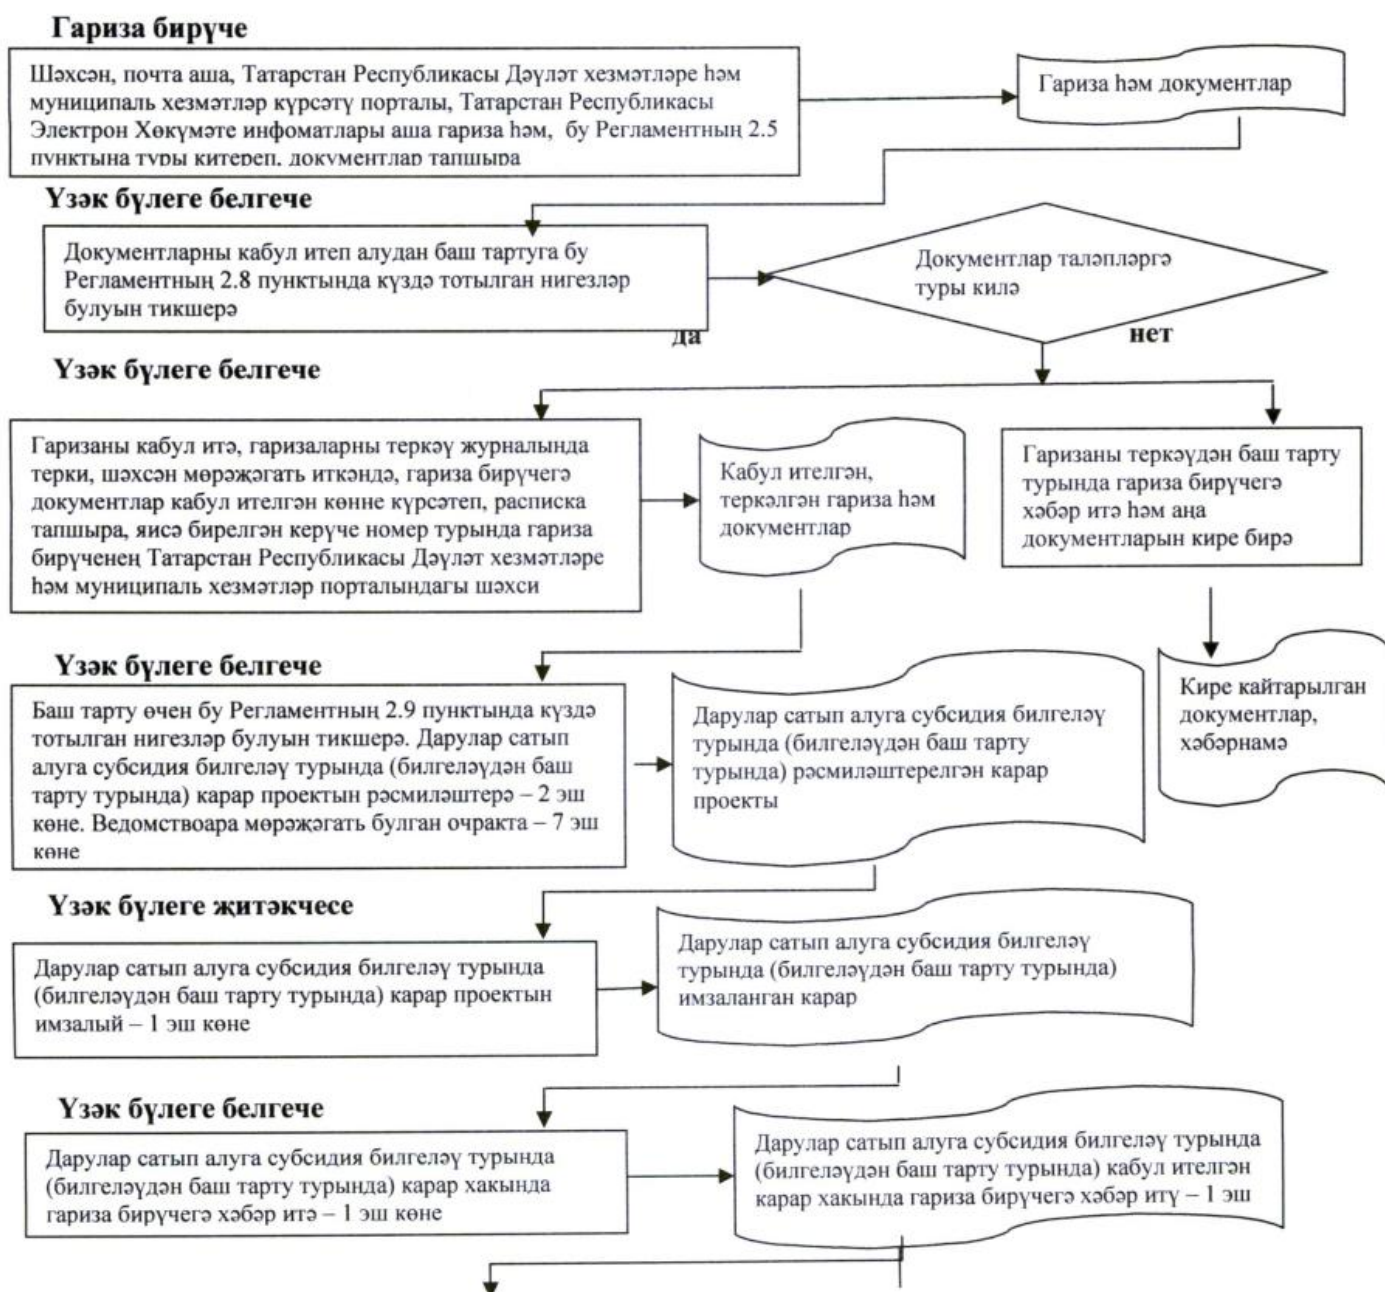 Гариза бирүче
Шәхсән, почта аша, Татарстан Республикасы Дәүләт хезмәтләре һәм
муниципаль хезмәтләр күрсәтү порталы, Татарстан Республикасы
Электрон Хөкүмәте инфоматлары аша гариза һәм, бу Регламентның 2.5
пунктына туры китереп, документлар тапшыра
Гариза һәм документлар
Үзәк бүлеге белгече
Документларны кабул итеп алудан баш тартуга бу
Регламентның 2.8 пунктында күздә тотылган нигезләр
булуын тикшерә
Документлар таләпләргә
туры килә
да
нет
Үзәк бүлеге белгече
Гаризаны кабул итә, гаризаларны теркәү журналында
терки, шәхсән мөрәҗәгать иткәндә, гариза бирүчегә
документлар кабул ителгән көнне күрсәтеп, расписка
тапшыра, яисә бирелгән керүче номер турында гариза
бирүченең Татарстан Республикасы Дәүләт хезмәтләре
һәм муниципаль хезмәтләр порталындагы шәхси
Кабул ителгән,
теркәлгән гариза һәм
документлар
Гаризаны теркәүдән баш тарту
турында гариза бирүчегә
хәбәр итә һәм аңа
документларын кире бирә
Үзәк бүлеге белгече
Баш тарту өчен бу Регламентның 2.9 пунктында күздә
тотылган нигезләр булуын тикшерә. Дарулар сатып
алуга субсидия билгеләү турында (билгеләүдән баш
тарту турында) карар проектын рәсмиләштерә – 2 эш
көне. Ведомствоара мөрәҗәгать булган очракта – 7 эш
көне
Дарулар сатып алуга субсидия билгеләү
турында (билгеләүдән баш тарту
турында) рәсмиләштерелгән карар
проекты
Кире кайтарылган
документлар,
хәбәрнамә
Үзәк бүлеге җитәкчесе
Дарулар сатып алуга субсидия билгеләү турында
(билгеләүдән баш тарту турында) карар проектын
имзалый – 1 эш көне
Дарулар сатып алуга субсидия билгеләү
турында (билгеләүдән баш тарту турында)
имзаланган карар
Үзәк бүлеге белгече
Дарулар сатып алуга субсидия билгеләү турында
(билгеләүдән баш тарту турында) карар хакында
гариза бирүчегә хәбәр итә – 1 эш көне
Дарулар сатып алуга субсидия билгеләү турында
(билгеләүдән баш тарту турында) кабул ителгән
карар хакында гариза бирүчегә хәбәр итү – 1 эш